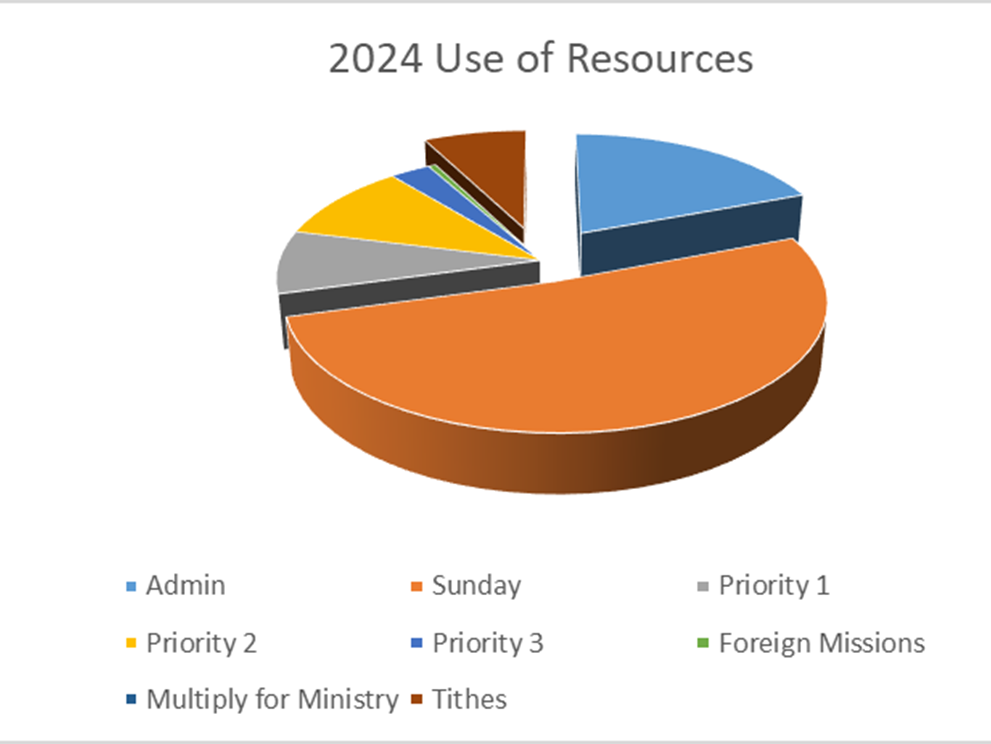 2024 Use of Resources
Admin Sunday Priority 1
Priority 2 Priority 3 Foreign Missions
Multiply for Ministry Tithes